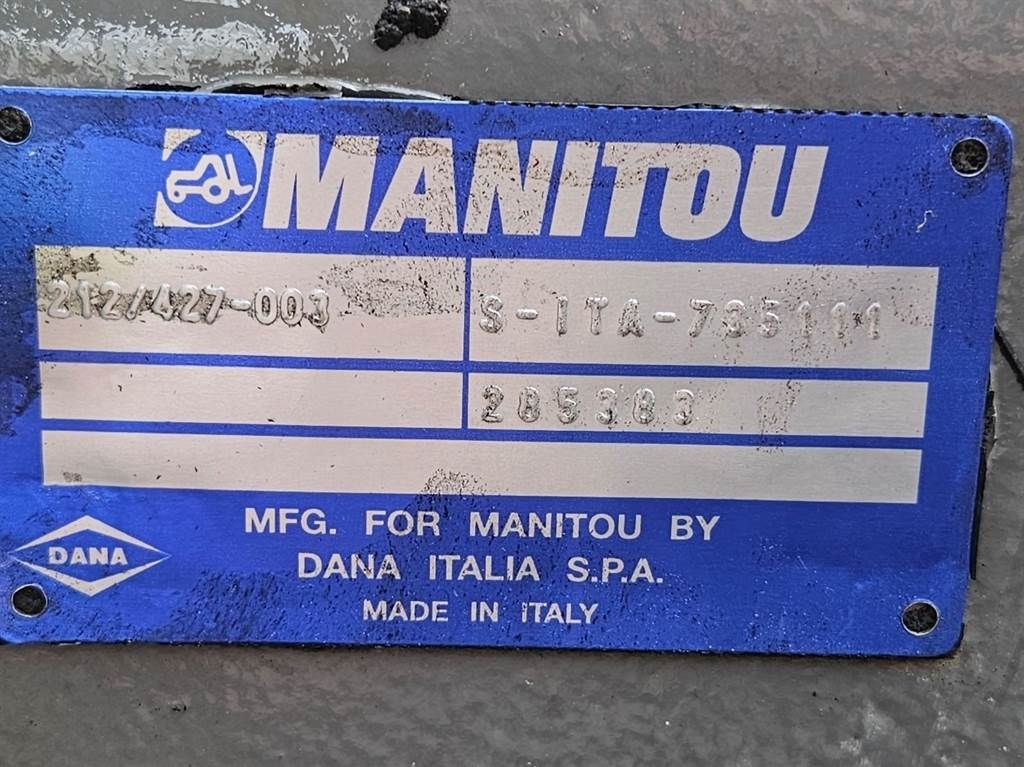 MANITOU
212/427-003
S-ITA-735111
285383
MFG. FOR MANITOU BY
DANA
DANA ITALIA S.P.A.
MADE IN ITALY